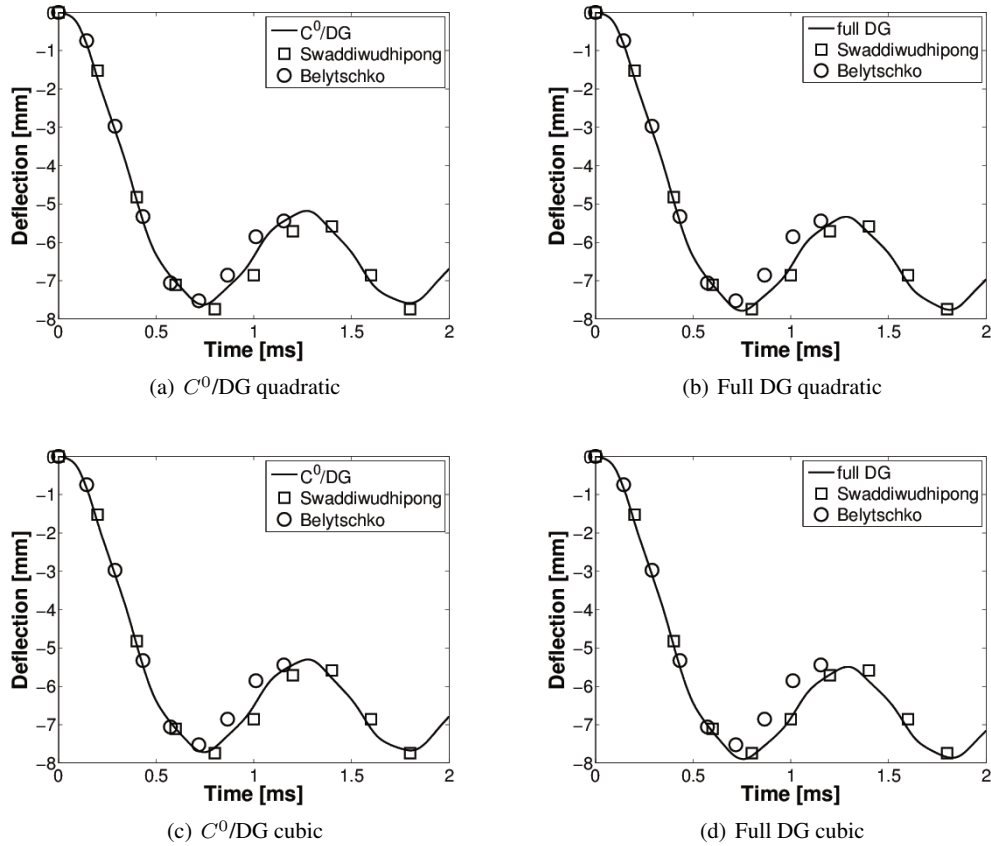 0
−1
−2
−3
−4
−5
−6
−7
−8
Deflection [mm]
C⁰/DG
Swaddiwudhipong
Belytschko
0 0.5 1 1.5 2
Time [ms]
(a) C⁰/DG quadratic
0
−1
−2
−3
−4
−5
−6
−7
−8
Deflection [mm]
full DG
Swaddiwudhipong
Belytschko
0 0.5 1 1.5 2
Time [ms]
(b) Full DG quadratic
0
−1
−2
−3
−4
−5
−6
−7
−8
Deflection [mm]
C⁰/DG
Swaddiwudhipong
Belytschko
0 0.5 1 1.5 2
Time [ms]
(c) C⁰/DG cubic
0
−1
−2
−3
−4
−5
−6
−7
−8
Deflection [mm]
full DG
Swaddiwudhipong
Belytschko
0 0.5 1 1.5 2
Time [ms]
(d) Full DG cubic